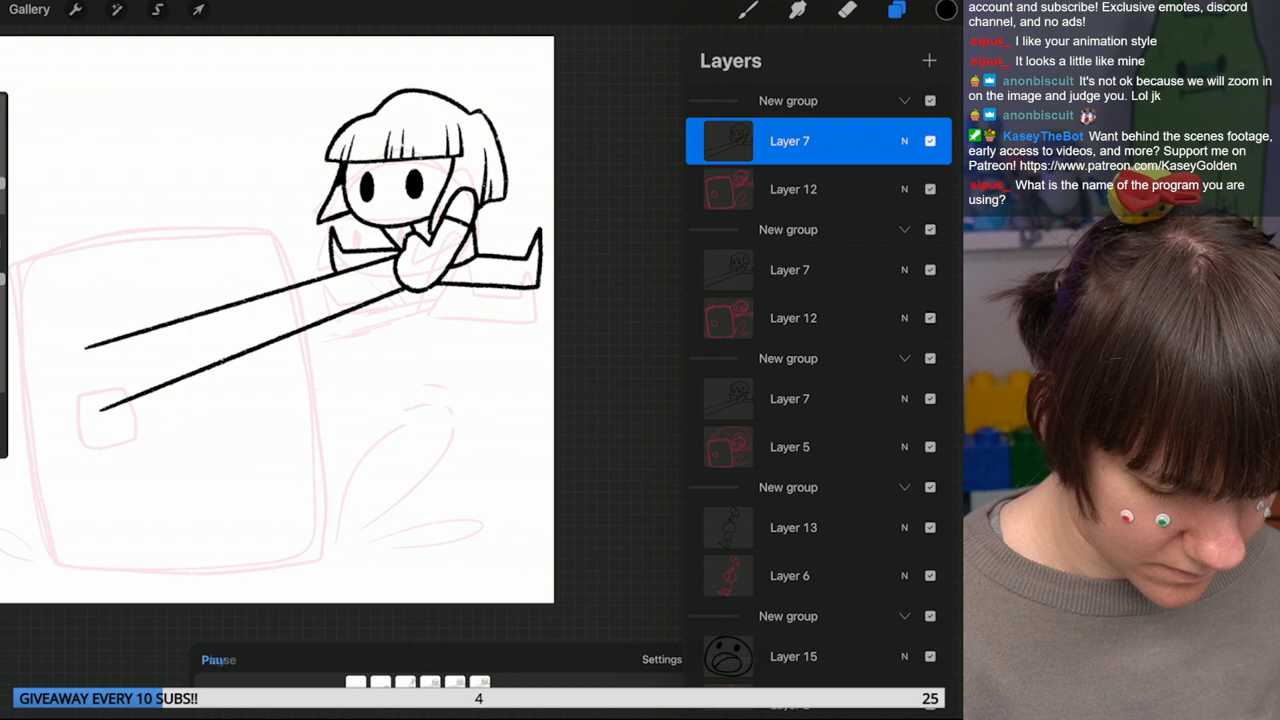 Gallery
Layers
New group
Layer 7 N
Layer 12 N
New group
Layer 7 N
Layer 12 N
New group
Layer 7 N
Layer 5 N
New group
Layer 13 N
Layer 6 N
New group
Layer 15 N
Settings
GIVEAWAY EVERY 10 SUBS!! 4 25
account and subscribe! Exclusive emotes, discord
channel, and no ads!
I like your animation style
It looks a little like mine
anonbiscuit It's not ok because we will zoom in
on the image and judge you. Lol jk
anonbiscuit
KaseyTheBot Want behind the scenes footage,
early access to videos, and more? Support me on
Patreon! https://www.patreon.com/KaseyGolden
What is the name of the program you are
using?